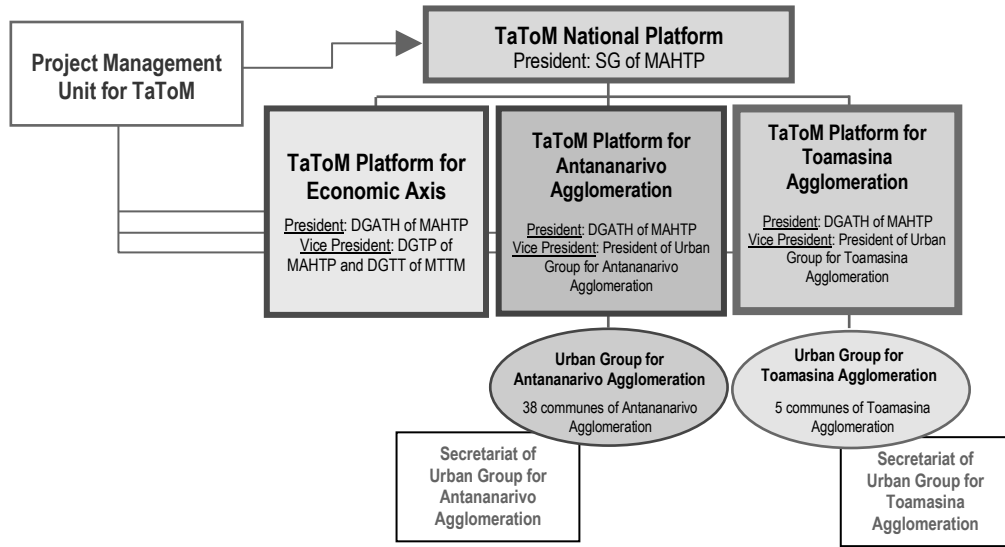 Project Management
Unit for TaToM
TaToM National Platform
President: SG of MAHTP
TaToM Platform for
Economic Axis
President: DGATH of MAHTP
Vice President: DGTP of
MAHTP and DGTT of MTTM
TaToM Platform for
Antananarivo
Agglomeration
President: DGATH of MAHTP
Vice President: President of Urban
Group for Antananarivo
Agglomeration
TaToM Platform for
Toamasina
Agglomeration
President: DGATH of MAHTP
Vice President: President of Urban
Group for Toamasina
Agglomeration
Urban Group for
Antananarivo Agglomeration
38 communes of Antananarivo
Agglomeration
Urban Group for
Toamasina Agglomeration
5 communes of Toamasina
Agglomeration
Secretariat of
Urban Group for
Antananarivo
Agglomeration
Secretariat of
Urban Group for
Toamasina
Agglomeration